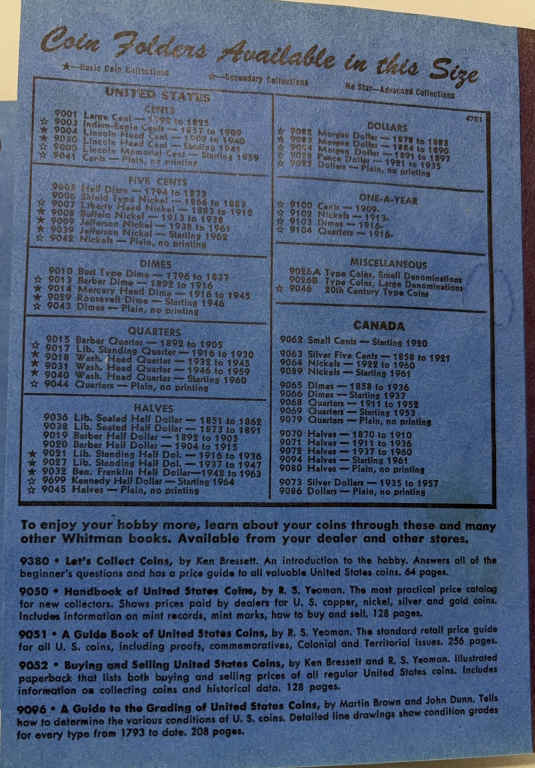 Coin Folders Available in this Size
★—Basic Coin Collections ☆—Secondary Collections No Star—Advanced Collections
UNITED STATES
CENTS
9001 Large Cent — 1825
☆ 9003 Indian-Eagle Cents — 1857 to 1909
★ 9004 Lincoln Head Cent — 1909 to 1940
★ 9030 Lincoln Head Cent — Starting 1941
☆ 9000 Lincoln Memorial Cent — Starting 1959
☆ 9041 Cents — Plain, no printing
FIVE CENTS
9005 Half Dime — 1794 to 1873
9006 Shield Type Nickel — 1866 to 1883
☆ 9007 Liberty Head Nickel — 1883 to 1912
★ 9008 Buffalo Nickel — 1913 to 1938
★ 9009 Jefferson Nickel — 1938 to 1961
★ 9039 Jefferson Nickel — Starting 1962
☆ 9042 Nickels — Plain, no printing
DIMES
9010 Bust Type Dime — 1796 to 1837
☆ 9013 Barber Dime — 1892 to 1916
★ 9014 Mercury Head Dime — 1916 to 1945
★ 9029 Roosevelt Dime — Starting 1946
☆ 9043 Dimes — Plain, no printing
QUARTERS
☆ 9015 Barber Quarter — 1892 to 1905
★ 9017 Lib. Standing Quarter — 1916 to 1930
★ 9018 Wash. Head Quarter — 1932 to 1945
★ 9031 Wash. Head Quarter — 1946 to 1959
★ 9040 Wash. Head Quarter — Starting 1960
☆ 9044 Quarters — Plain, no printing
HALVES
9036 Lib. Seated Half Dollar — 1851 to 1862
9038 Lib. Seated Half Dollar — 1873 to 1891
9019 Barber Half Dollar — 1892 to 1903
9020 Barber Half Dollar — 1904 to 1915
★ 9021 Lib. Standing Half Dol. — 1916 to 1936
★ 9027 Lib. Standing Half Dol. — 1937 to 1947
★ 9032 Ben. Franklin Half Dollar — 1948 to 1963
☆ 9699 Kennedy Half Dollar — Starting 1964
☆ 9045 Halves — Plain, no printing
DOLLARS
Morgan Dollar — 1878 to 1883
Morgan Dollar — 1884 to 1890
Morgan Dollar — 1891 to 1897
Peace Dollar — 1921 to 1935
Dollars — Plain, no printing
ONE-A-YEAR
☆ 9100 Cents — 1909-
☆ 9102 Nickels — 1913-
☆ 9103 Dimes — 1916-
☆ 9104 Quarters — 1916-
MISCELLANEOUS
9026A Type Coins, Small Denominations
9026B Type Coins, Large Denominations
☆ 9046 20th Century Type Coins
CANADA
9062 Small Cents — Starting 1920
9063 Silver Five Cents — 1858 to 1921
9064 Nickels — 1922 to 1960
9089 Nickels — Starting 1961
9065 Dimes — 1858 to 1936
9066 Dimes — Starting 1937
9068 Quarters — 1911 to 1952
9069 Quarters — Starting 1953
9079 Quarters — Plain, no printing
9070 Halves — 1870 to 1910
9071 Halves — 1911 to 1936
9072 Halves — 1937 to 1960
9094 Halves — Starting 1961
9080 Halves — Plain, no printing
9073 Silver Dollars — 1935 to 1957
9086 Dollars — Plain, no printing
To enjoy your hobby more, learn about your coins through these and many
other Whitman books. Available from your dealer and other stores.
9380 • Let's Collect Coins, by Ken Bressett. An introduction to the hobby. Answers all of the
beginner's questions and has a price guide to all valuable United States coins. 64 pages.
9050 • Handbook of United States Coins, by R. S. Yeoman. The most practical price catalog
for new collectors. Shows prices paid by dealers for U. S. copper, nickel, silver and gold coins.
Includes information on mint records, mint marks, how to buy and sell. 128 pages.
9051 • A Guide Book of United States Coins, by R. S. Yeoman. The standard retail price guide
for all U. S. coins, including proofs, commemoratives, Colonial and Territorial issues. 256 pages.
9052 • Buying and Selling United States Coins, by Ken Bressett and R. S. Yeoman. Illustrated
paperback that lists both buying and selling prices of all regular United States coins. Includes
information on collecting coins and historical data. 128 pages.
9096 • A Guide to the Grading of United States Coins, by Martin Brown and John Dunn. Tells
how to determine the various conditions of U. S. coins. Detailed line drawings show condition grades
for every type from 1793 to date. 208 pages.